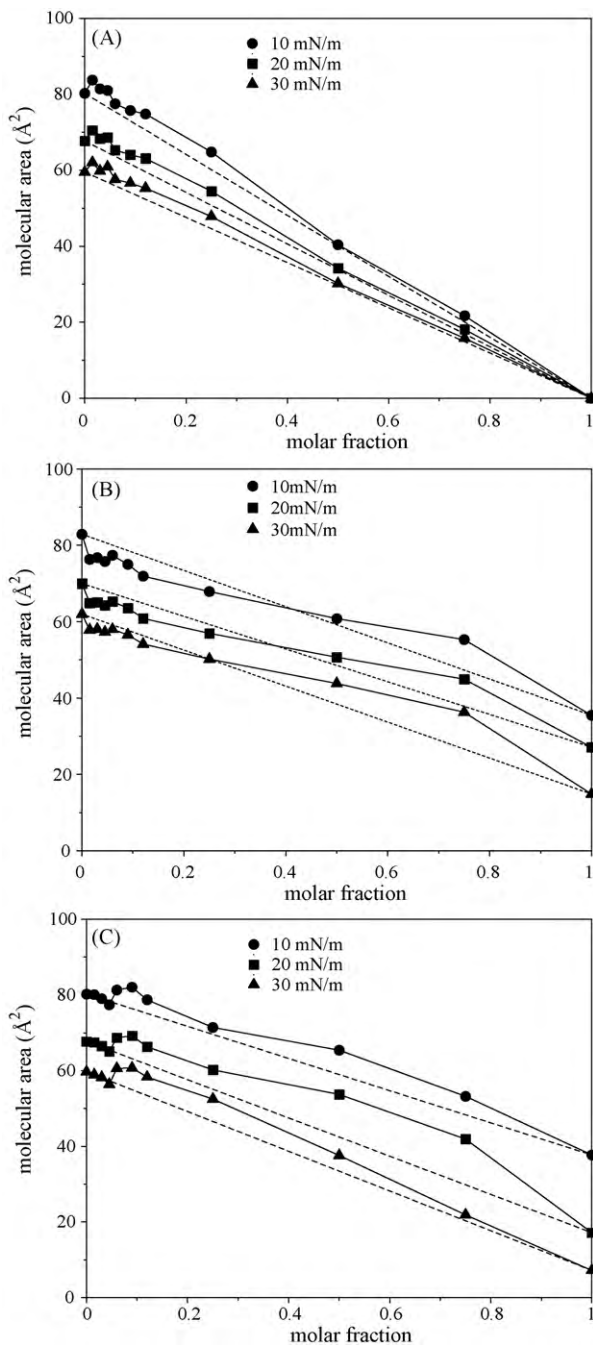 (A)
10 mN/m
20 mN/m
30 mN/m
molecular area (Å²)
100
80
60
40
20
0
0 0.2 0.4 0.6 0.8 1
molar fraction
(B)
10mN/m
20mN/m
30mN/m
molecular area (Å²)
100
80
60
40
20
0
0 0.2 0.4 0.6 0.8 1
molar fraction
(C)
10 mN/m
20 mN/m
30 mN/m
molecular area (Å²)
100
80
60
40
20
0
0 0.2 0.4 0.6 0.8 1
molar fraction